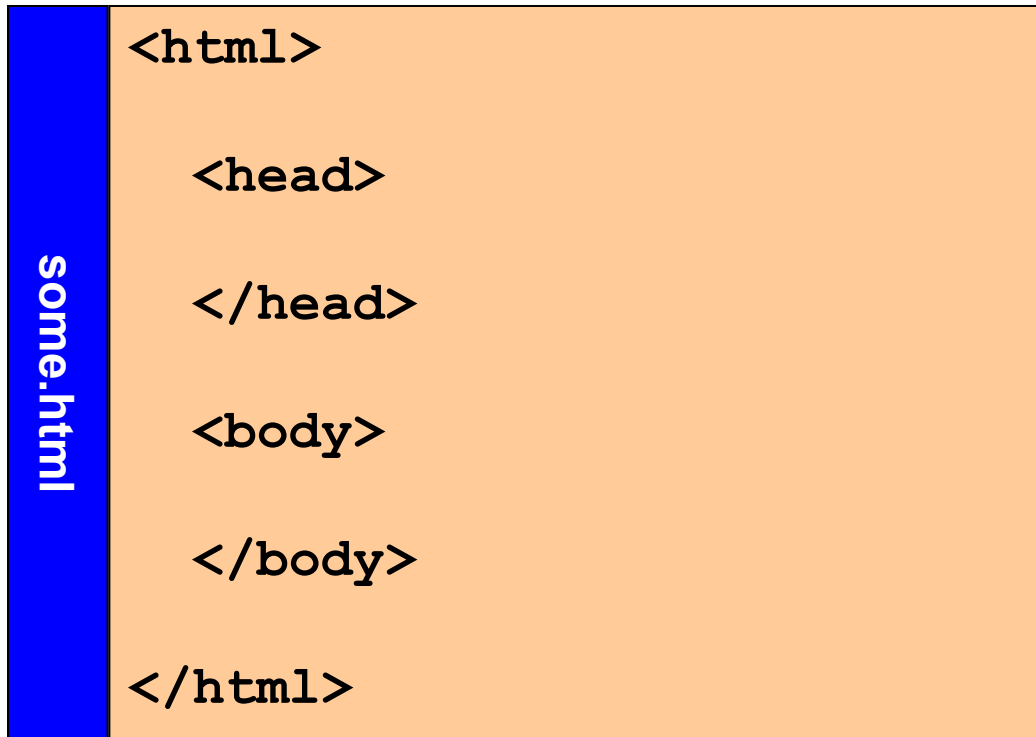 some.html
<html>
<head>
</head>
<body>
</body>
</html>